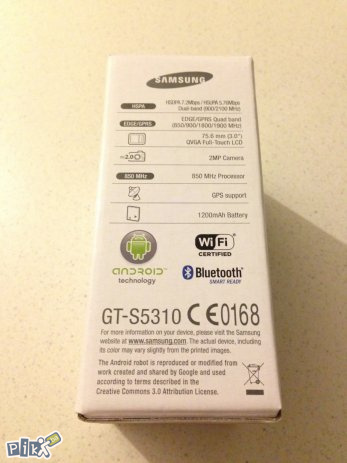 SAMSUNG
HSPA HSUPA 7.2Mbps / HSUPA 5.76Mbps
Dual-band (900/2100 MHz)
EDGE/GPRS EDGE/GPRS Quad band
(850/900/1800/1900 MHz)
75.6 mm (3.0")
QVGA Full-Touch LCD
2.0 2MP Camera
850 MHz 850 MHz Processor
GPS support
1200mAh Battery
ANDROID™
technology
WiFi
CERTIFIED
Bluetooth®
SMART READY
GT-S5310 CE0168
For more information on your device, please visit the Samsung
website at www.samsung.com. The actual device, including
its color may vary slightly from the printed images.
The Android robot is reproduced or modified from
work created and shared by Google and used
according to terms described in the
Creative Commons 3.0 Attribution License.
pik